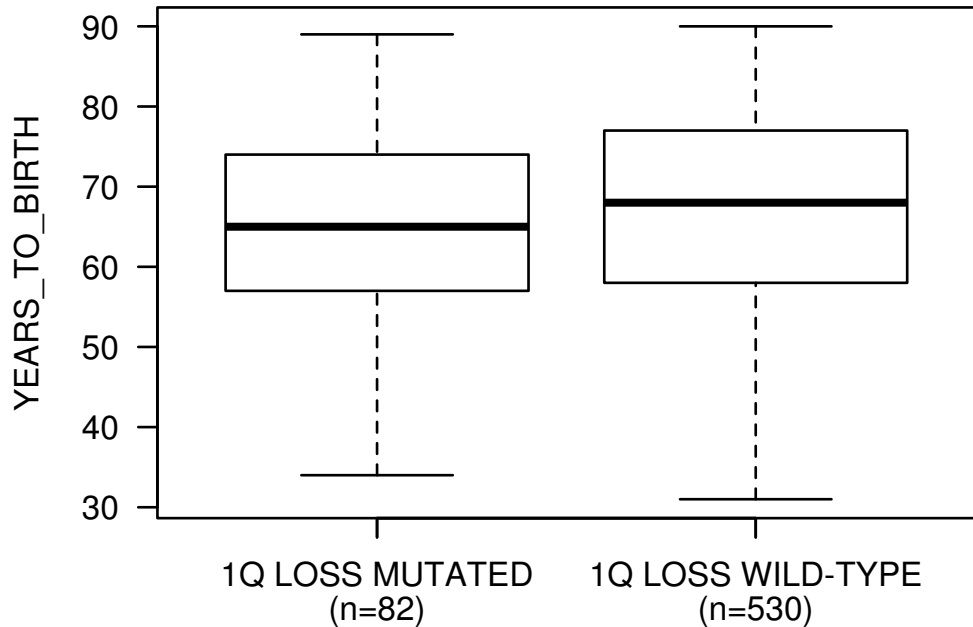 YEARS_TO_BIRTH
90
80
70
60
50
40
30
1Q LOSS MUTATED
(n=82)
1Q LOSS WILD-TYPE
(n=530)